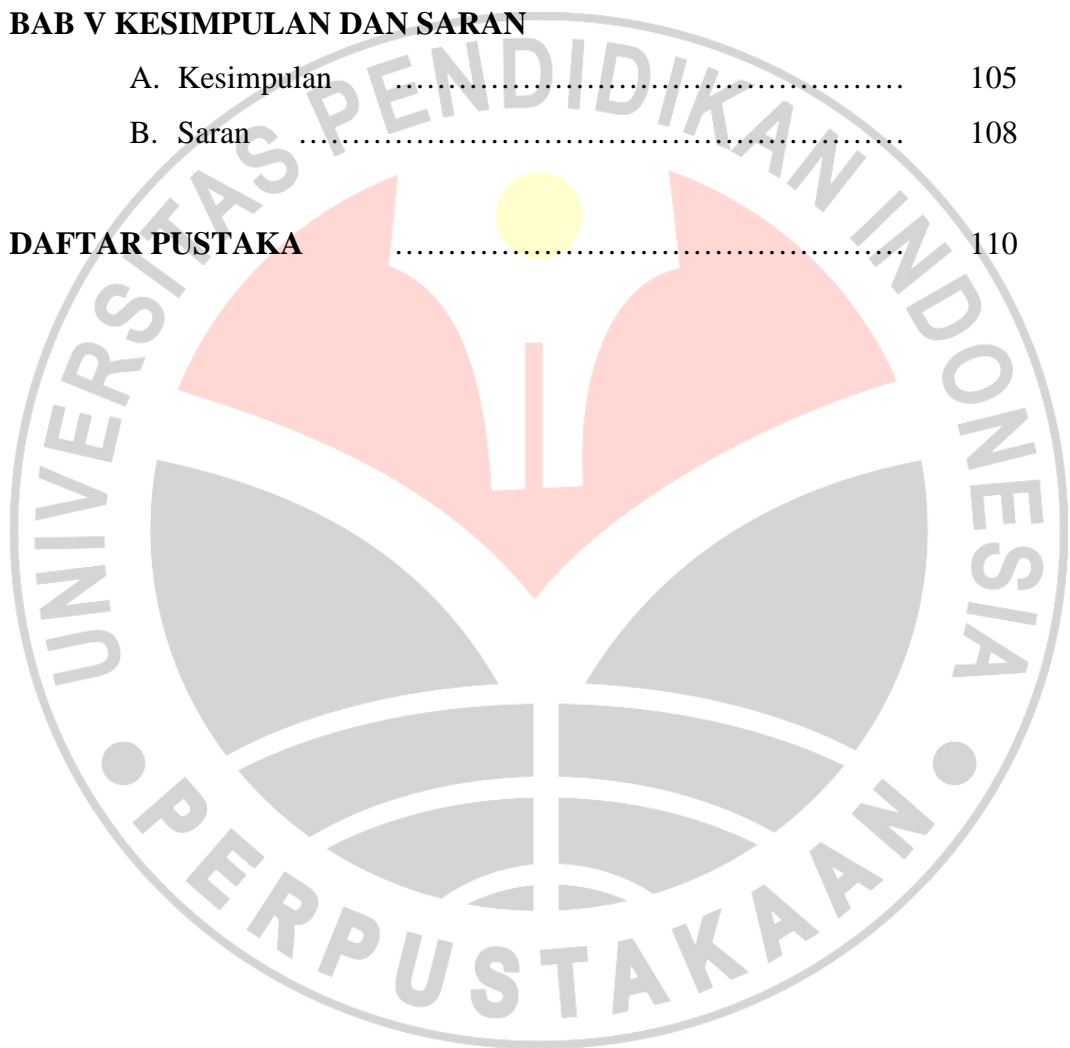 BAB V KESIMPULAN DAN SARAN
A. Kesimpulan ………………………………………… 105
B. Saran ………………………………………………… 108
DAFTAR PUSTAKA ………………………………………… 110
UNIVERSITAS PENDIDIKAN INDONESIA
PERPUSTAKAAN